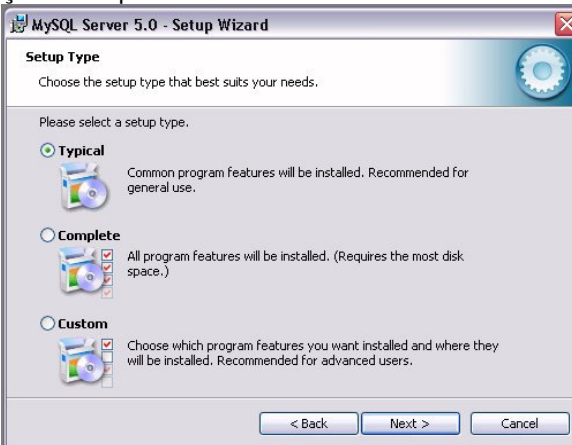 MySQL Server 5.0 - Setup Wizard
Setup Type
Choose the setup type that best suits your needs.
Please select a setup type.
Typical
Common program features will be installed. Recommended for
general use.
Complete
All program features will be installed. (Requires the most disk
space.)
Custom
Choose which program features you want installed and where they
will be installed. Recommended for advanced users.
< Back
Next >
Cancel